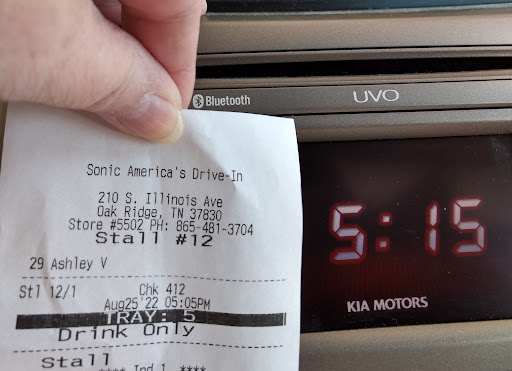 Bluetooth
UVO
Sonic America's Drive-In
210 S. Illinois Ave
Oak Ridge, TN 37830
Store #5502 PH: 865-481-3704
Stall #12
29 Ashley V
Stl 12/1 Chk 412
Aug25'22 05:05PM
TRAY: 5
Drink Only
Stall
**** Ind 1 ****
5:15
KIA MOTORS